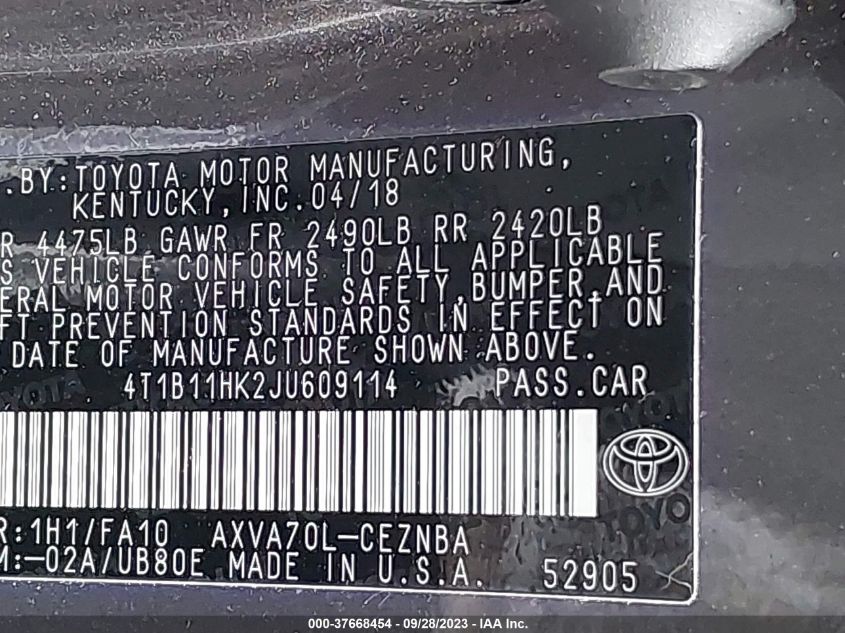 .BY:TOYOTA MOTOR MANUFACTURING,
KENTUCKY,INC.04/18
R 4475LB GAWR FR 2490LB RR 2420LB
S VEHICLE CONFORMS TO ALL APPLICABLE
ERAL MOTOR VEHICLE SAFETY,BUMPER,AND
FT PREVENTION STANDARDS IN EFFECT ON
DATE OF MANUFACTURE SHOWN ABOVE.
4T1B11HK2JU609114 PASS.CAR
R:1H1/FA10 AXVA70L-CEZNBA
M:-02A/UB80E MADE IN U.S.A. 52905
000-37668454 - 09/28/2023 - IAA Inc.